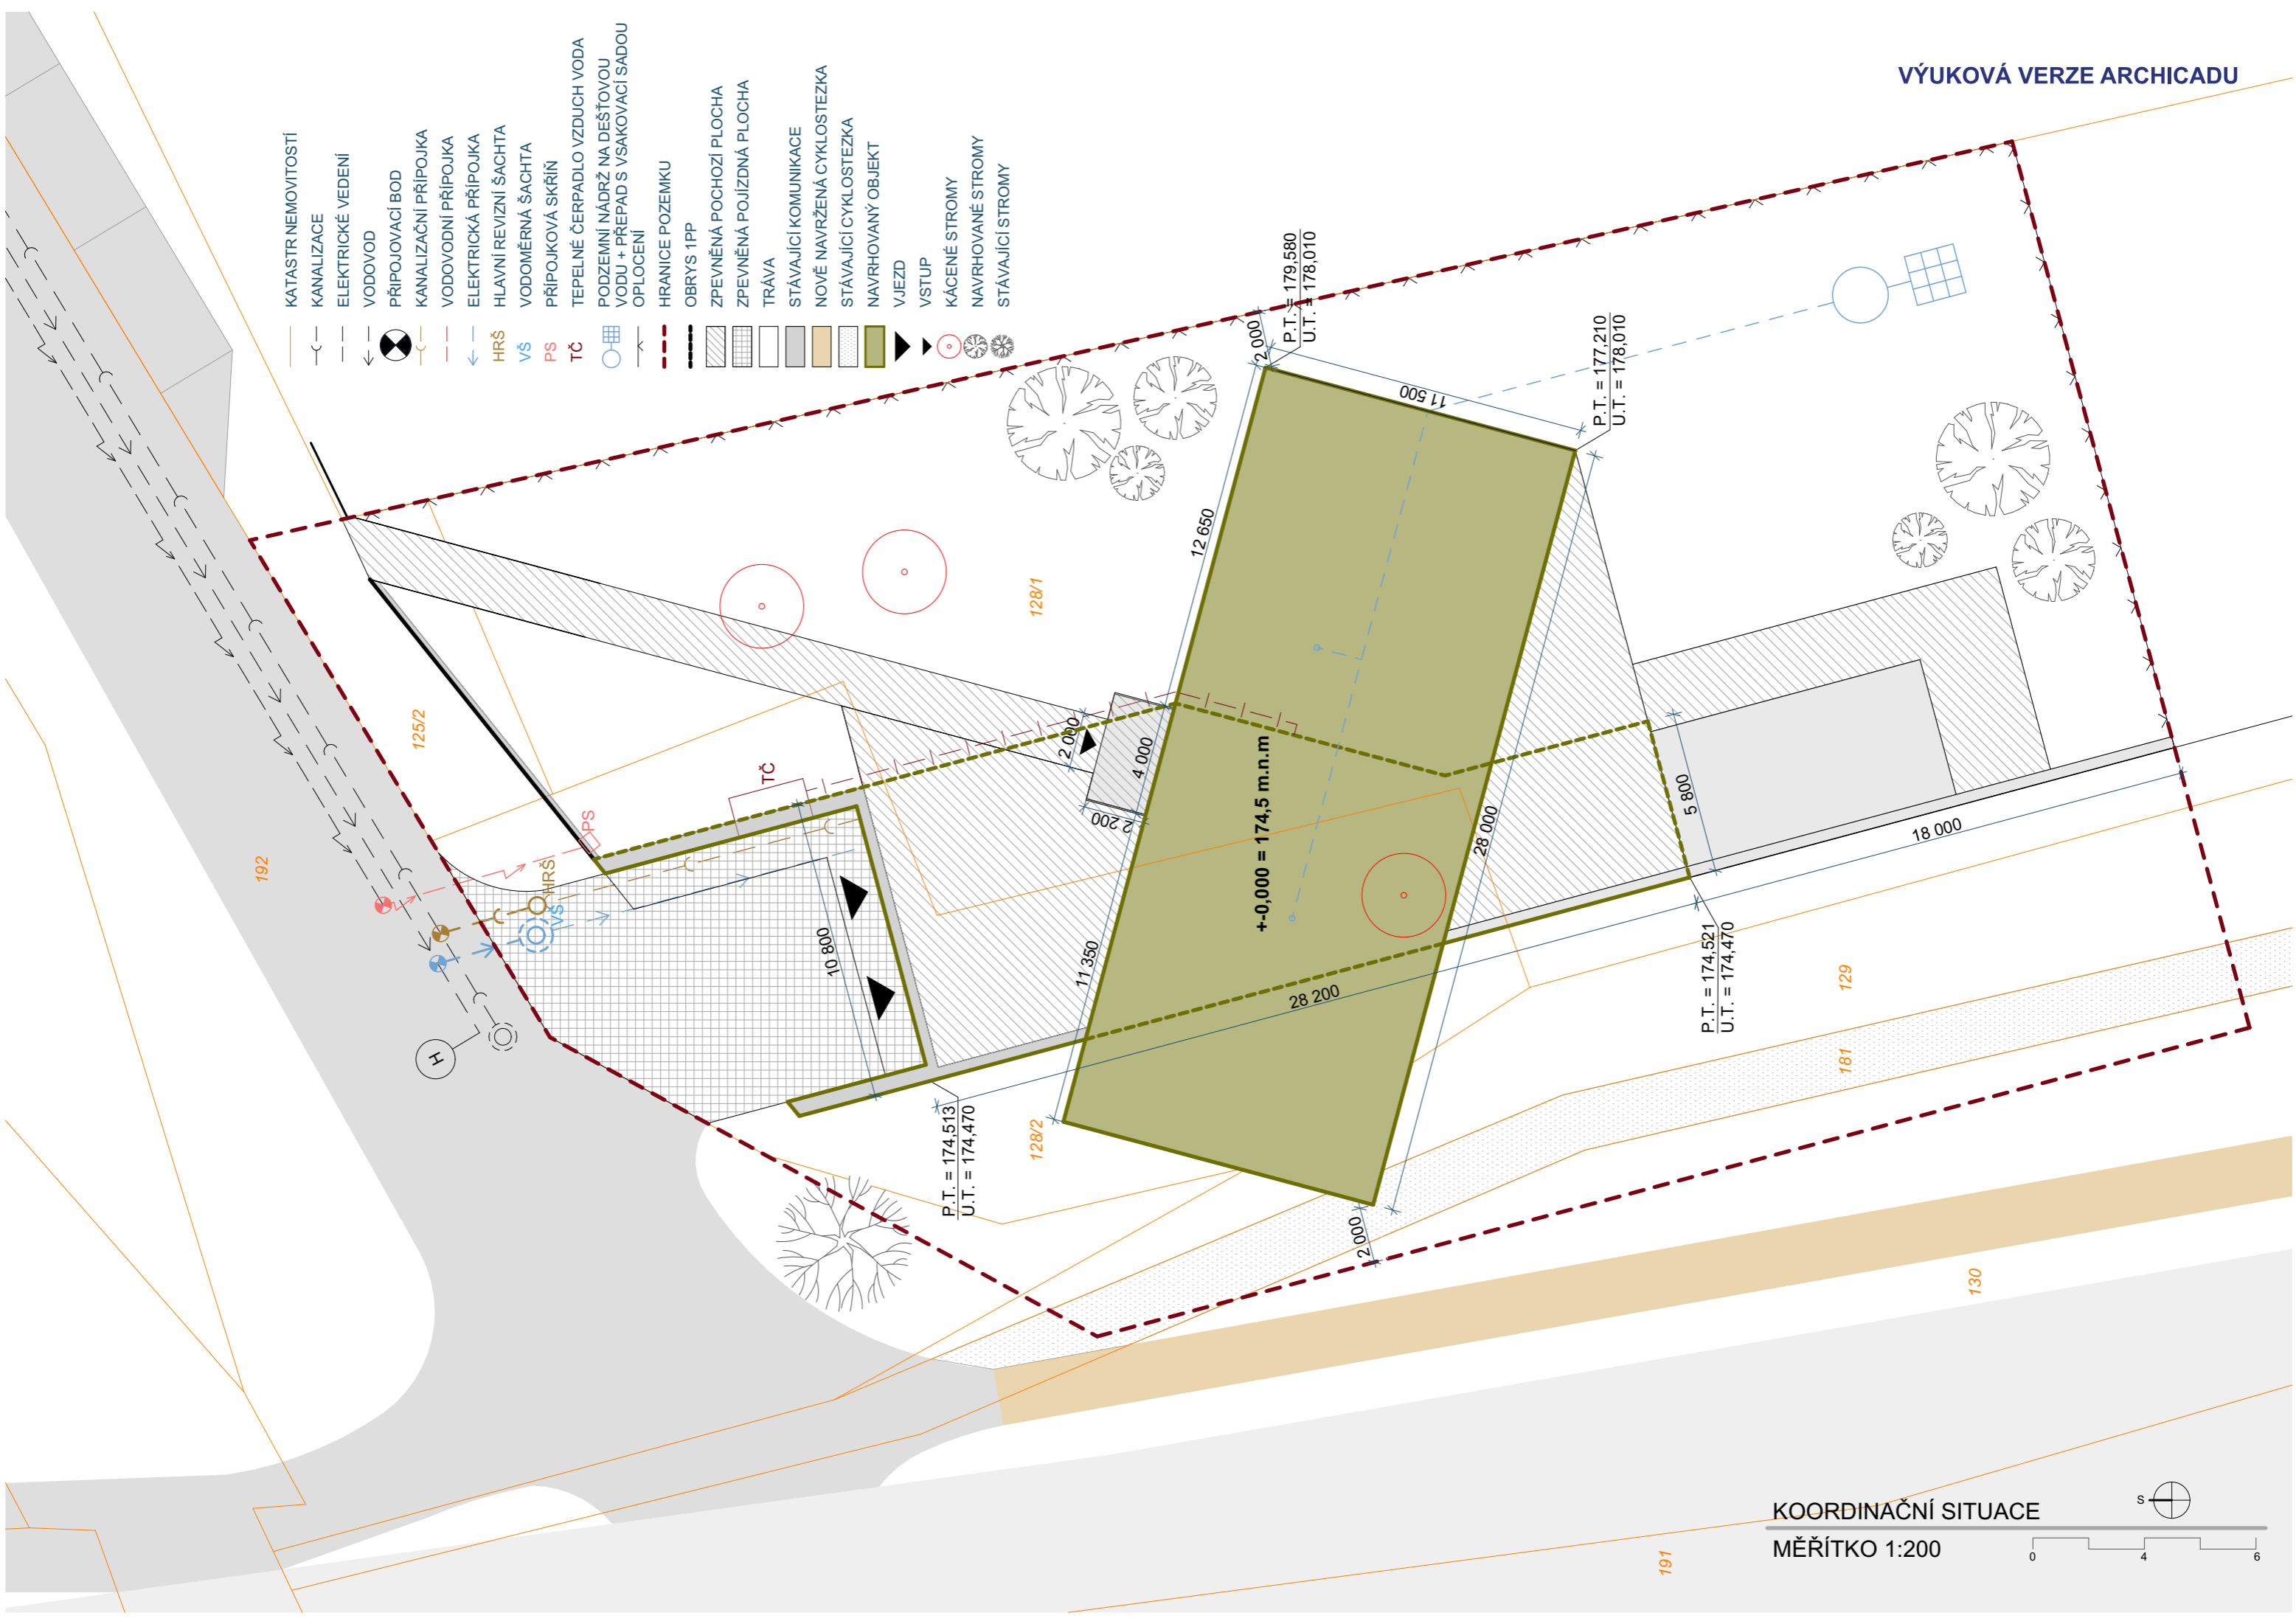 VÝUKOVÁ VERZE ARCHICADU
KATASTR NEMOVITOSTÍ
KANALIZACE
ELEKTRICKÉ VEDENÍ
VODOVOD
PŘIPOJOVACÍ BOD
KANALIZAČNÍ PŘÍPOJKA
VODOVODNÍ PŘÍPOJKA
ELEKTRICKÁ PŘÍPOJKA
HRŠ HLAVNÍ REVIZNÍ ŠACHTA
VŠ VODOMĚRNÁ ŠACHTA
PS PŘÍPOJKOVÁ SKŘÍŇ
TČ TEPELNÉ ČERPADLO VZDUCH VODA
PODZEMNÍ NÁDRŽ NA DEŠŤOVOU
VODU + PŘEPAD S VSAKOVACÍ SADOU
OPLOCENÍ
HRANICE POZEMKU
OBRYS 1PP
ZPEVNĚNÁ POCHOZÍ PLOCHA
ZPEVNĚNÁ POJÍZDNÁ PLOCHA
TRÁVA
STÁVAJÍCÍ KOMUNIKACE
NOVĚ NAVRŽENÁ CYKLOSTEZKA
STÁVAJÍCÍ CYKLOSTEZKA
NAVRHOVANÝ OBJEKT
VJEZD
VSTUP
KÁCENÉ STROMY
NAVRHOVANÉ STROMY
STÁVAJÍCÍ STROMY
2 000
P.T. = 179,580
U.T. = 178,010
11 500
P.T. = 177,210
U.T. = 178,010
12 650
128/1
125/2
192
PS
HRŠ
VŠ
TČ
2 000
4 000
2 200
+-0,000 = 174,5 m.n.m
28 000
5 800
18 000
10 800
11 350
28 200
P.T. = 174,521
U.T. = 174,470
129
181
H
P.T. = 174,513
U.T. = 174,470
128/2
2 000
130
191
KOORDINAČNÍ SITUACE
S
MĚŘÍTKO 1:200
0 4 6